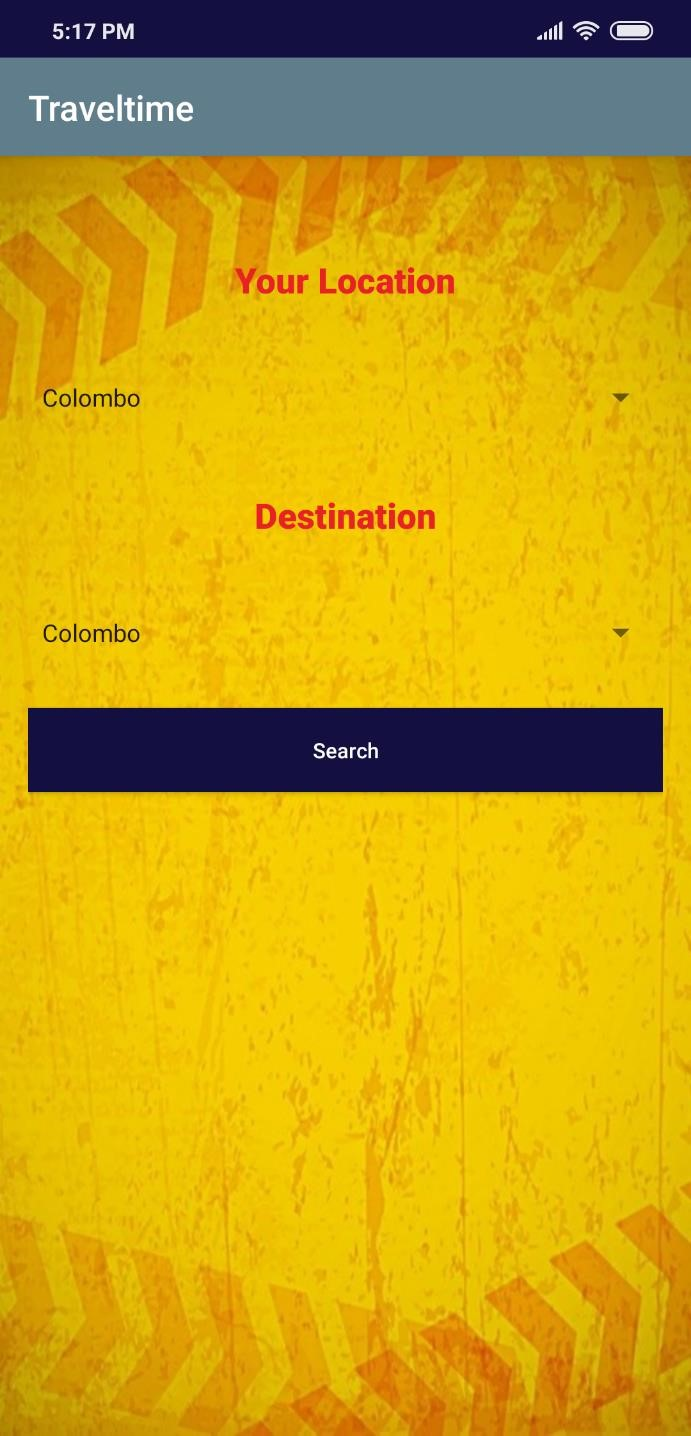 5:17 PM
Traveltime
Your Location
Colombo
Destination
Colombo
Search